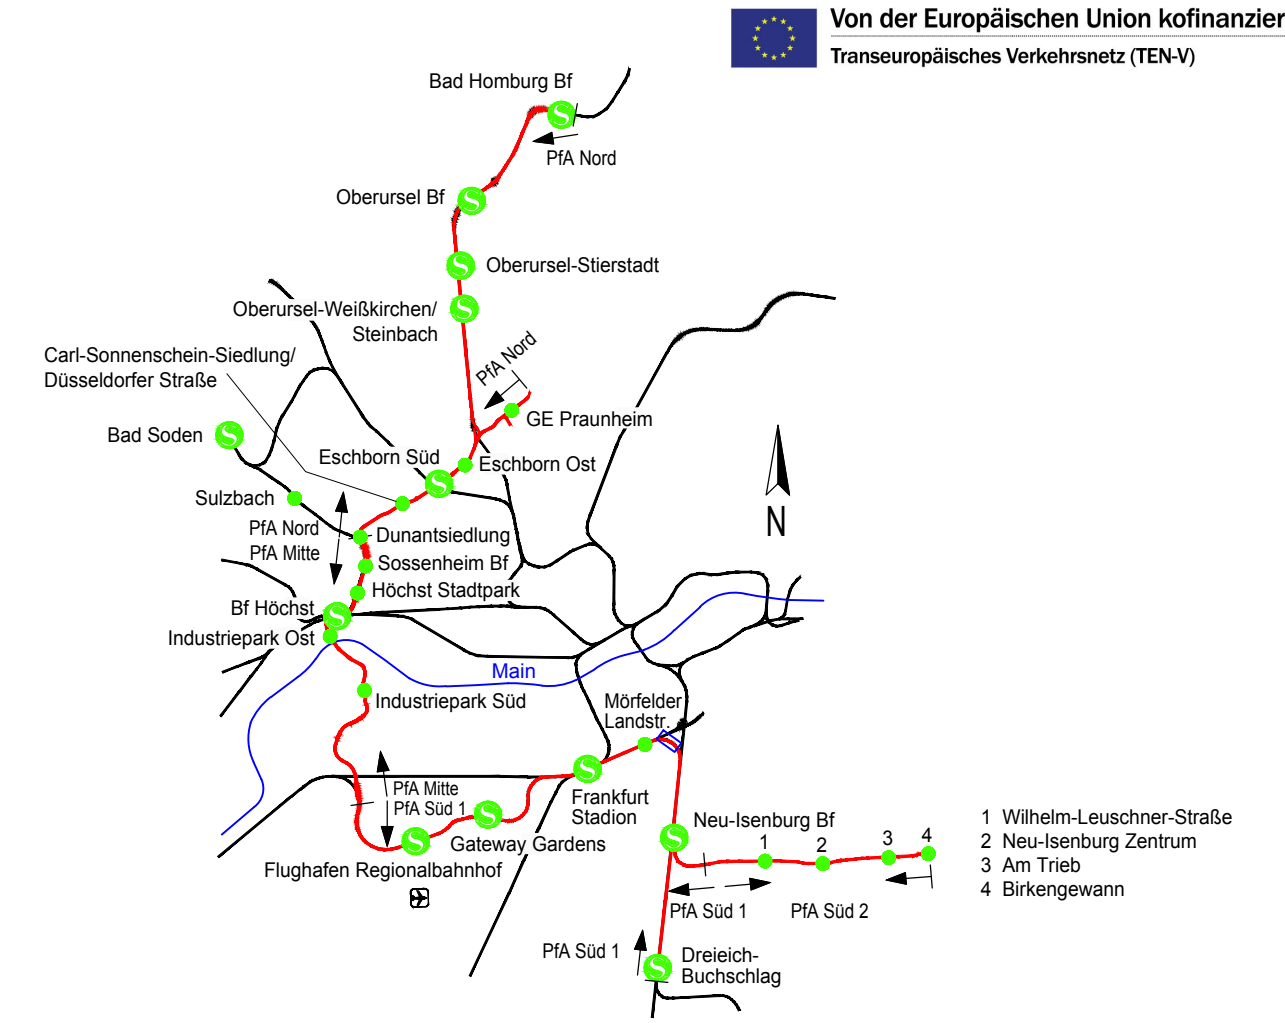 Von der Europäischen Union kofinanzier
Transeuropäisches Verkehrsnetz (TEN-V)
Bad Homburg Bf
PfA Nord
Oberursel Bf
Oberursel-Stierstadt
Oberursel-Weißkirchen/
Steinbach
Carl-Sonnenschein-Siedlung/
Düsseldorfer Straße
PfA Nord
GE Praunheim
Bad Soden
Eschborn Süd
Eschborn Ost
Sulzbach
PfA Nord
PfA Mitte
Dunantsiedlung
Sossenheim Bf
Höchst Stadtpark
Bf Höchst
Industriepark Ost
N
Main
Industriepark Süd
Mörfelder
Landstr.
PfA Mitte
PfA Süd 1
Frankfurt
Stadion
Gateway Gardens
Flughafen Regionalbahnhof
Neu-Isenburg Bf
1
2
3
4
1 Wilhelm-Leuschner-Straße
2 Neu-Isenburg Zentrum
3 Am Trieb
4 Birkengewann
PfA Süd 1
PfA Süd 2
PfA Süd 1
Dreieich-
Buchschlag